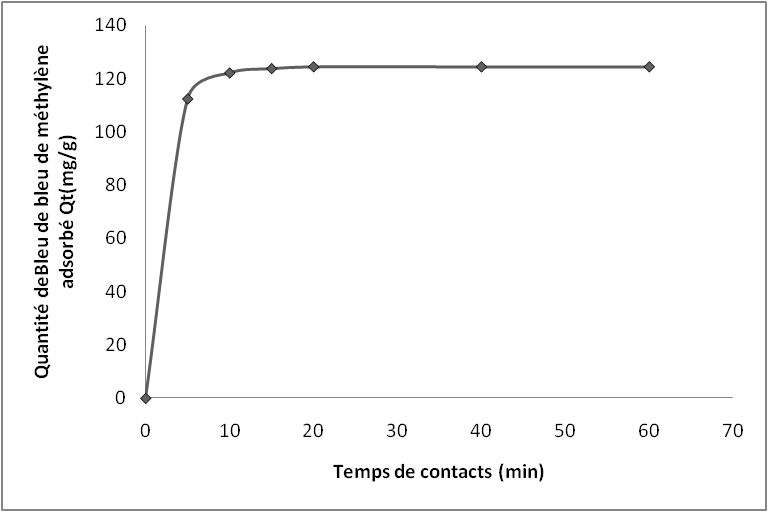 Quantité deBleu de bleu de méthylène
adsorbé Qt(mg/g)
140
120
100
80
60
40
20
0
0 10 20 30 40 50 60 70
Temps de contacts (min)